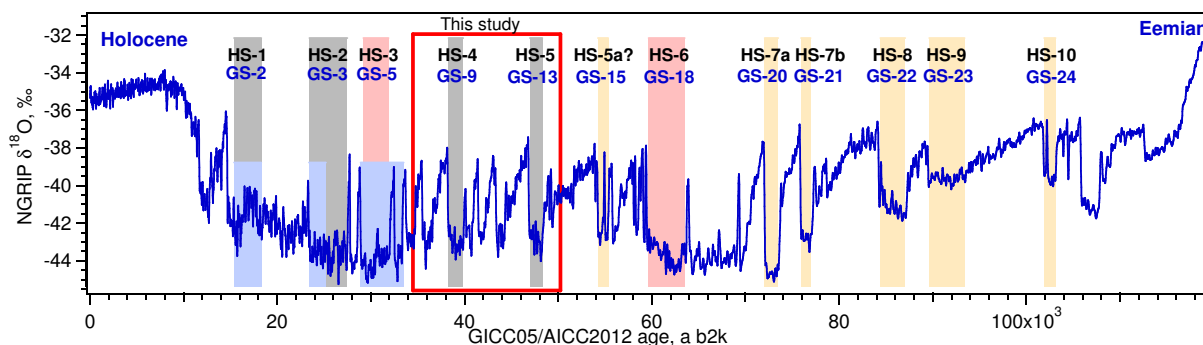 This study
Holocene
Eemian
HS-1 HS-2 HS-3 HS-4 HS-5 HS-5a? HS-6 HS-7a HS-7b HS-8 HS-9 HS-10
GS-2 GS-3 GS-5 GS-9 GS-13 GS-15 GS-18 GS-20 GS-21 GS-22 GS-23 GS-24
NGRIP δ18O, ‰
-32
-34
-36
-38
-40
-42
-44
0 20 40 60 80 100x10³
GICC05/AICC2012 age, a b2k